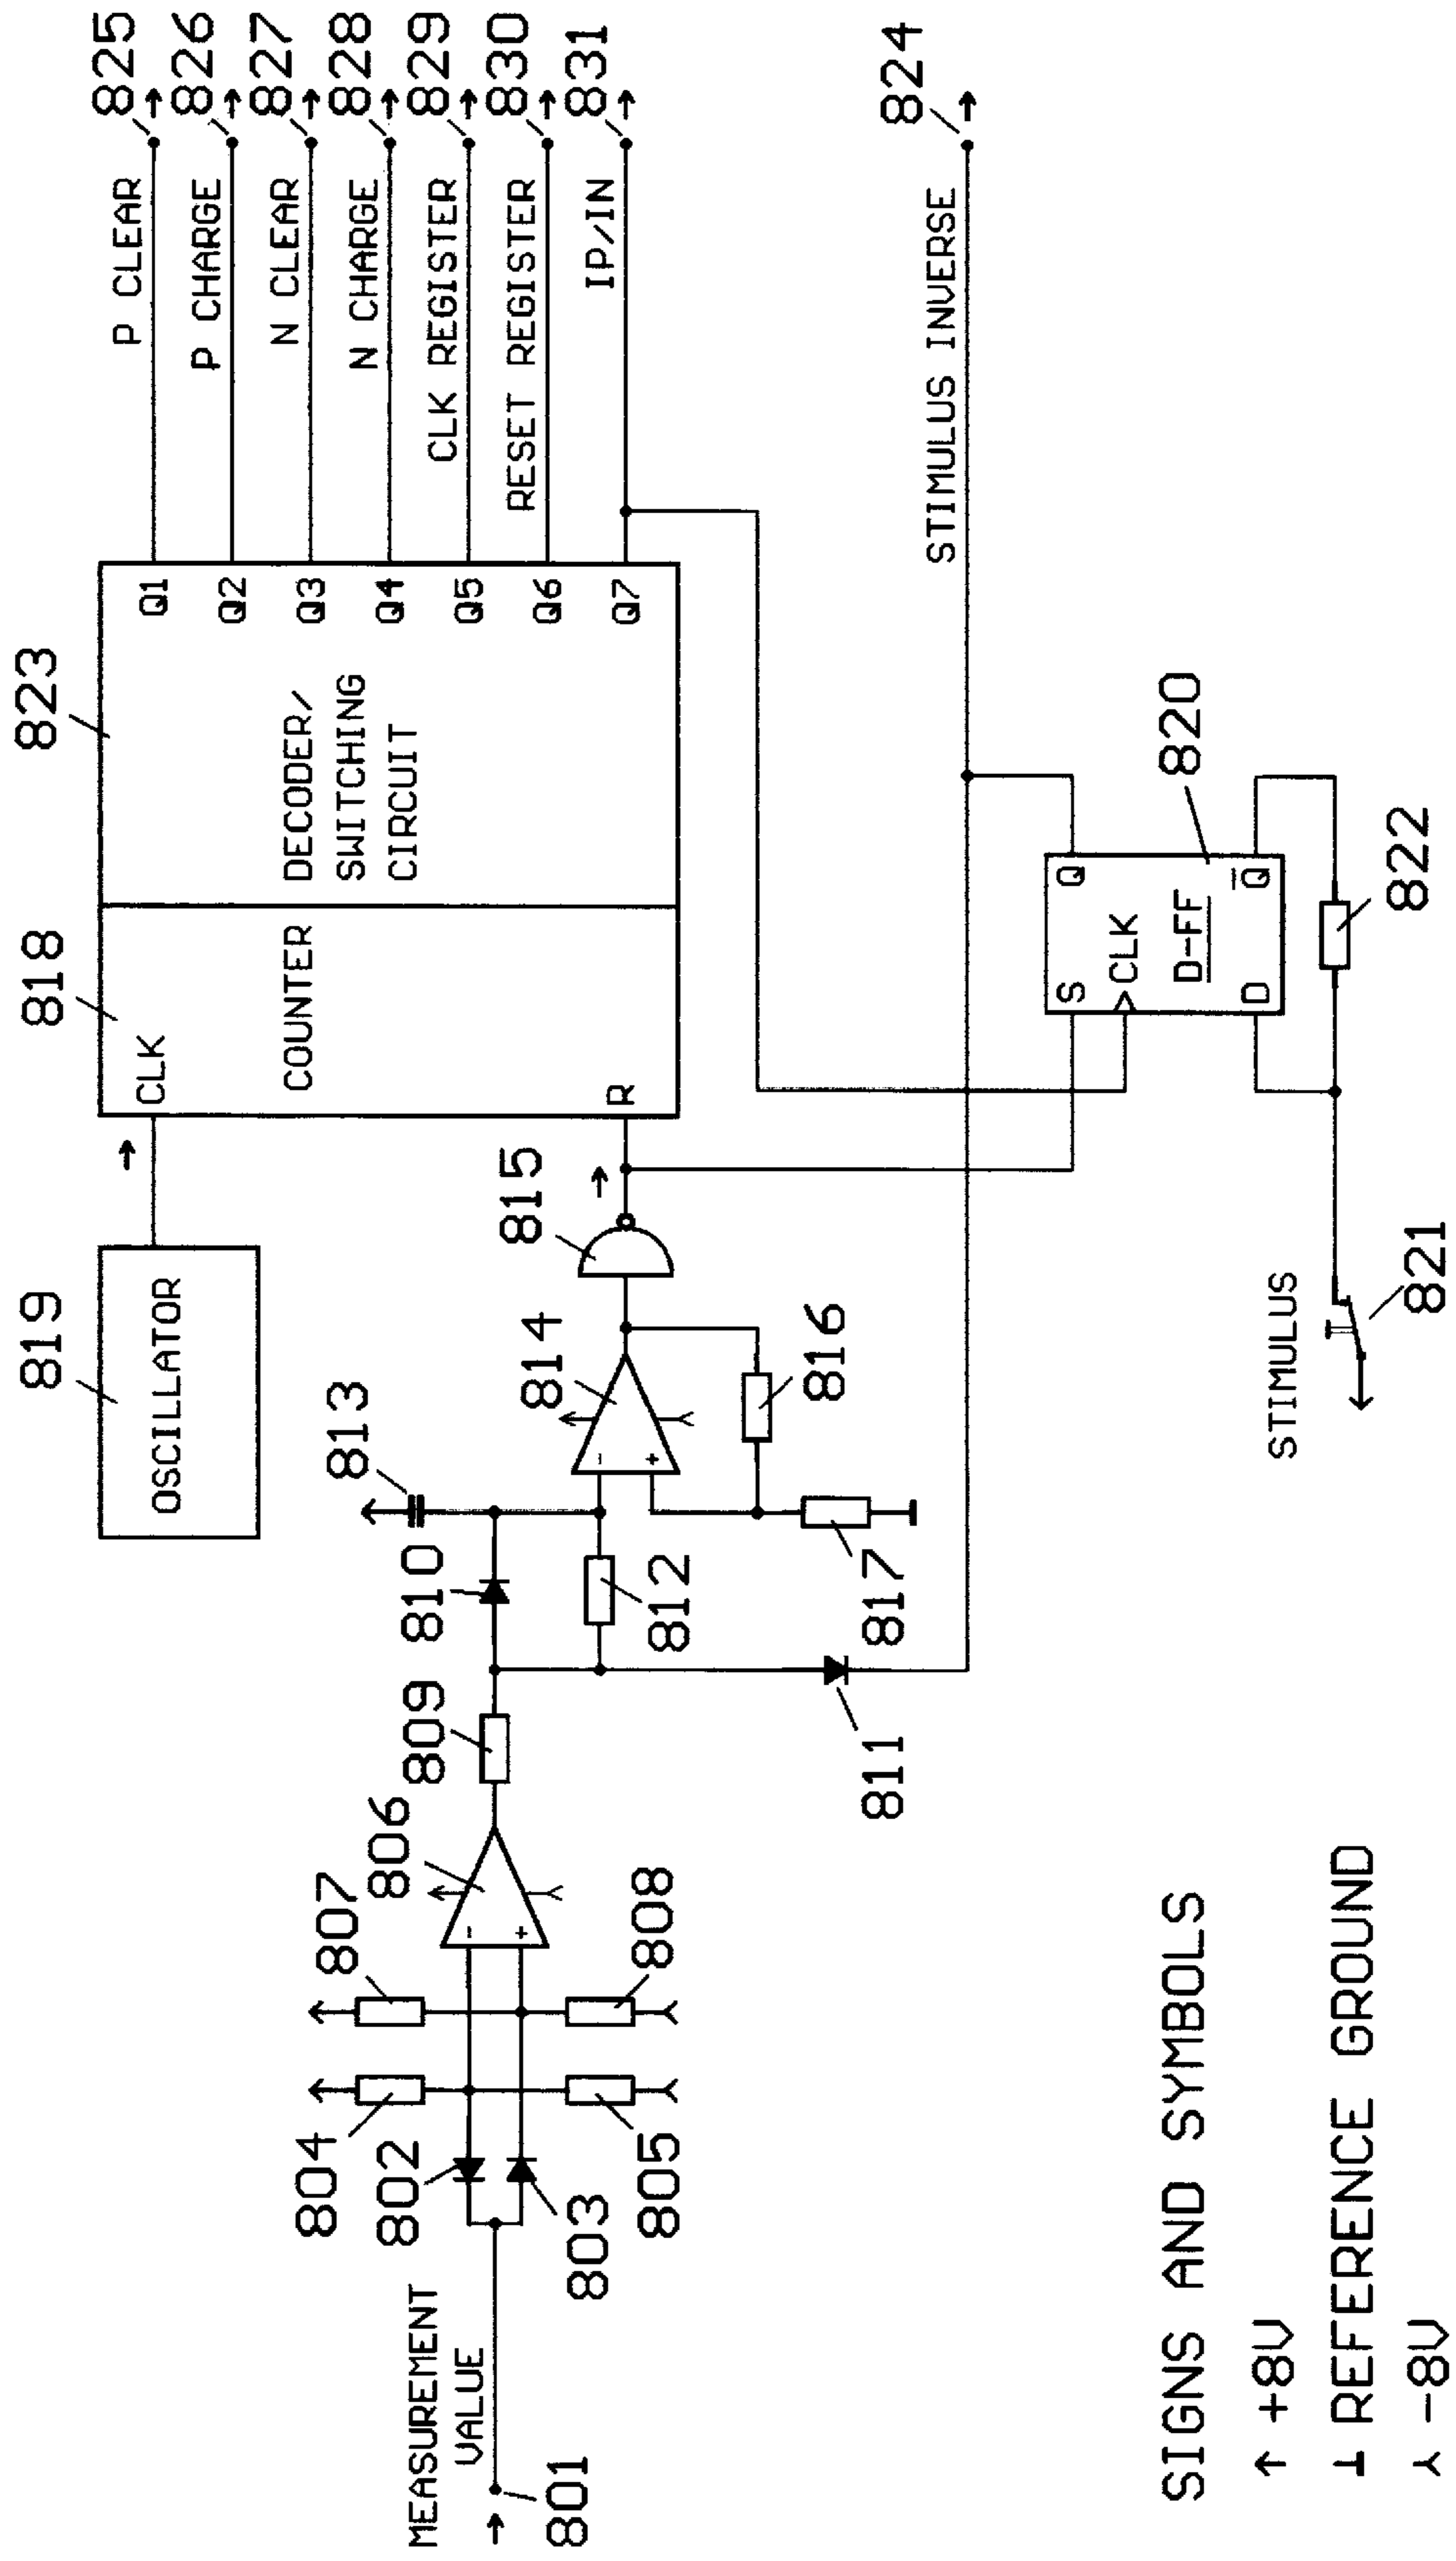 819
OSCILLATOR
818
CLK
COUNTER
R
823
DECODER/
SWITCHING
CIRCUIT
Q1
Q2
Q3
Q4
Q5
Q6
Q7
P CLEAR
825
P CHARGE
826
N CLEAR
827
N CHARGE
828
CLK REGISTER
829
RESET REGISTER
830
IP/IN
831
MEASUREMENT
VALUE
801
804
802
803
805
807
808
806
-
+
809
810
811
812
813
814
-
+
815
816
817
STIMULUS INVERSE
824
S
CLK
D-FF
D
Q
Q̅
820
822
STIMULUS
821
SIGNS AND SYMBOLS
+8V
REFERENCE GROUND
-8V